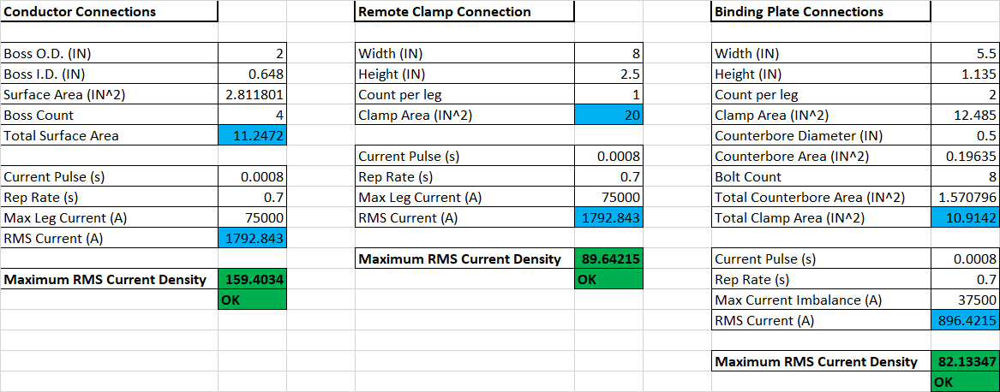 Conductor Connections
Boss O.D. (IN) 2
Boss I.D. (IN) 0.648
Surface Area (IN^2) 2.811801
Boss Count 4
Total Surface Area 11.2472
Current Pulse (s) 0.0008
Rep Rate (s) 0.7
Max Leg Current (A) 75000
RMS Current (A) 1792.843
Maximum RMS Current Density 159.4034
OK
Remote Clamp Connection
Width (IN) 8
Height (IN) 2.5
Count per leg 1
Clamp Area (IN^2) 20
Current Pulse (s) 0.0008
Rep Rate (s) 0.7
Max Leg Current (A) 75000
RMS Current (A) 1792.843
Maximum RMS Current Density 89.64215
OK
Binding Plate Connections
Width (IN) 5.5
Height (IN) 1.135
Count per leg 2
Clamp Area (IN^2) 12.485
Counterbore Diameter (IN) 0.5
Counterbore Area (IN^2) 0.19635
Bolt Count 8
Total Counterbore Area (IN^2) 1.570796
Total Clamp Area (IN^2) 10.9142
Current Pulse (s) 0.0008
Rep Rate (s) 0.7
Max Current Imbalance (A) 37500
RMS Current (A) 896.4215
Maximum RMS Current Density 82.13347
OK